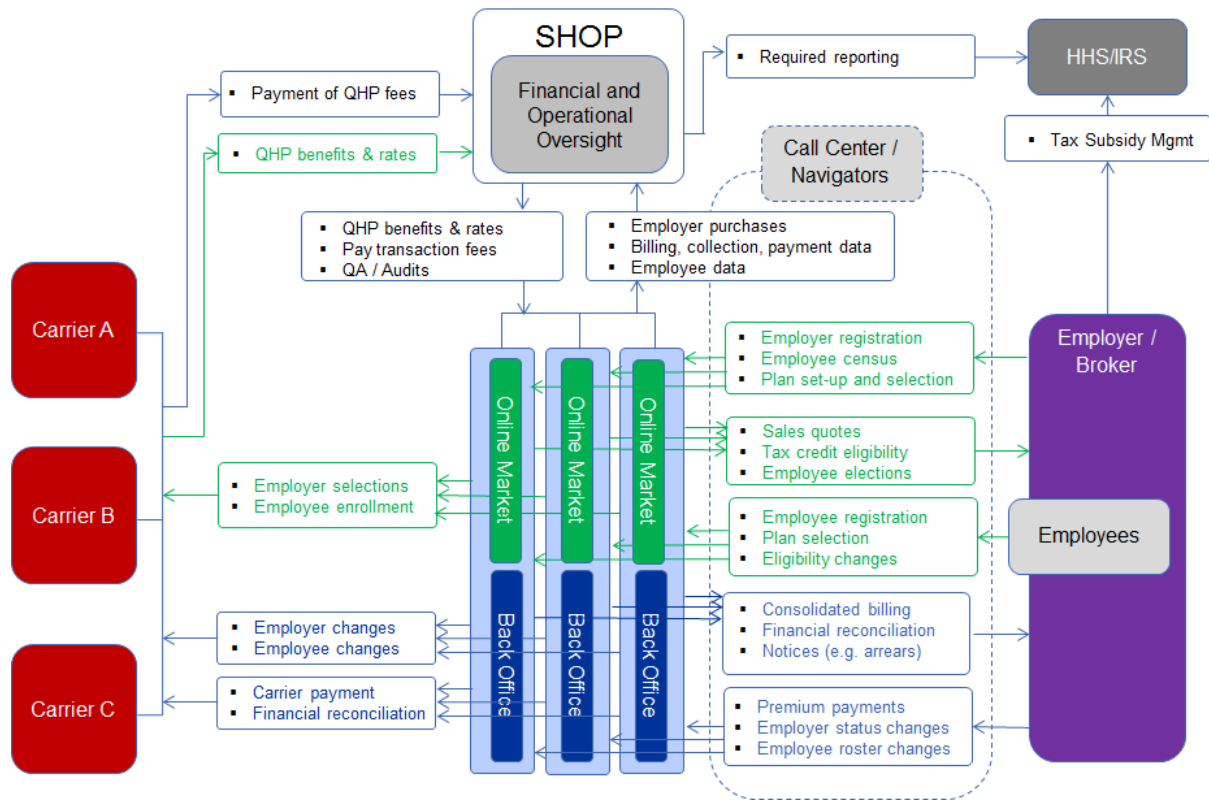 SHOP
Financial and
Operational
Oversight
▪ Required reporting
HHS/IRS
▪ Payment of QHP fees
▪ QHP benefits & rates
Call Center /
Navigators
▪ Tax Subsidy Mgmt
▪ QHP benefits & rates
▪ Pay transaction fees
▪ QA / Audits
▪ Employer purchases
▪ Billing, collection, payment data
▪ Employee data
Carrier A
Carrier B
Carrier C
Online Market
Online Market
Online Market
Back Office
Back Office
Back Office
▪ Employer selections
▪ Employee enrollment
▪ Employer changes
▪ Employee changes
▪ Carrier payment
▪ Financial reconciliation
▪ Employer registration
▪ Employee census
▪ Plan set-up and selection
▪ Sales quotes
▪ Tax credit eligibility
▪ Employee elections
▪ Employee registration
▪ Plan selection
▪ Eligibility changes
▪ Consolidated billing
▪ Financial reconciliation
▪ Notices (e.g. arrears)
▪ Premium payments
▪ Employer status changes
▪ Employee roster changes
Employer /
Broker
Employees